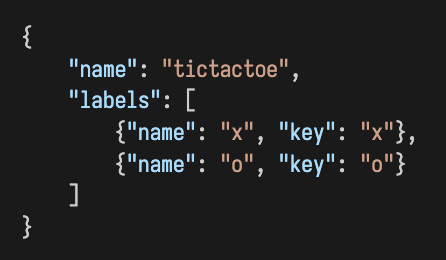 {
    "name": "tictactoe",
    "labels": [
        {"name": "x", "key": "x"},
        {"name": "o", "key": "o"}
    ]
}